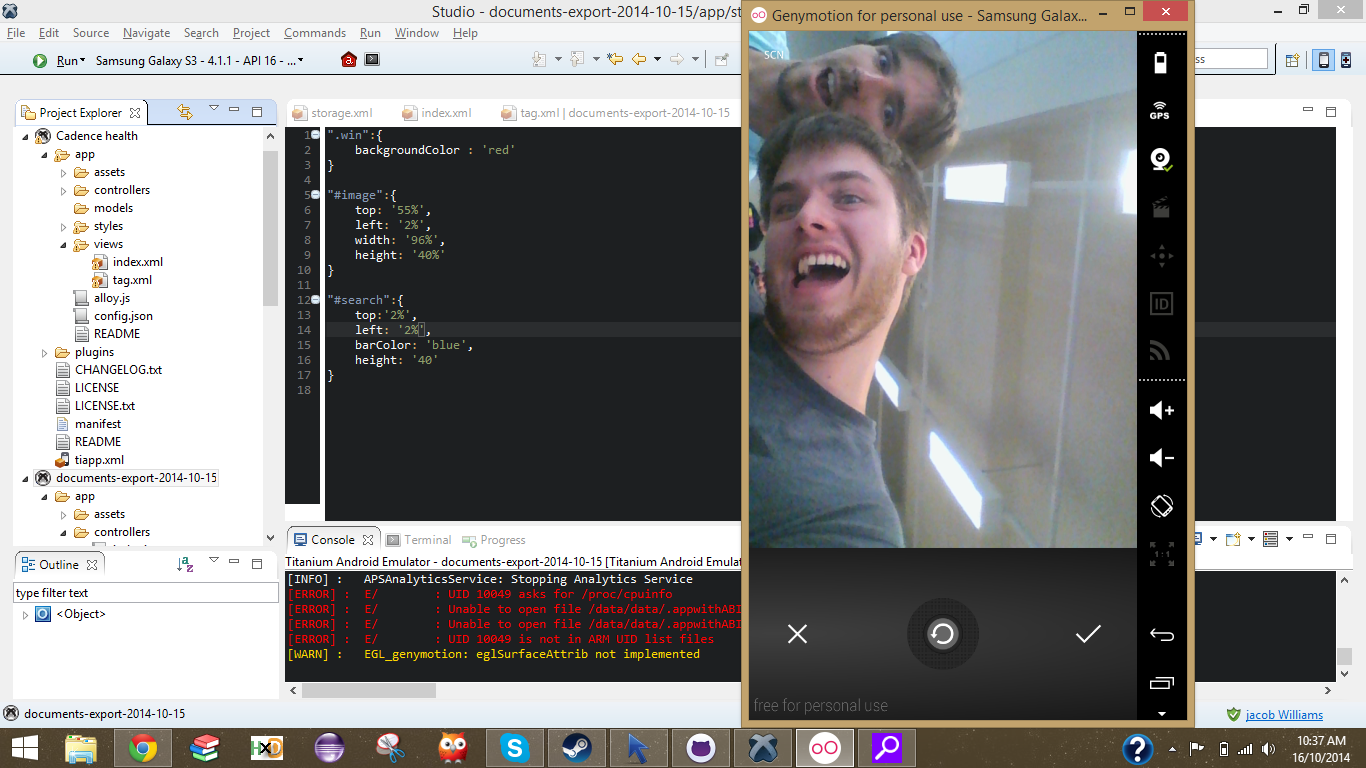 Studio - documents-export-2014-10-15/app/st
Genymotion for personal use - Samsung Galax...
File Edit Source Navigate Search Project Commands Run Window Help
Run Samsung Galaxy S3 - 4.1.1 - API 16 - ...
ss
Project Explorer
Cadence health
app
assets
controllers
models
styles
views
index.xml
tag.xml
alloy.js
config.json
README
plugins
CHANGELOG.txt
LICENSE
LICENSE.txt
manifest
README
tiapp.xml
documents-export-2014-10-15
app
assets
controllers
storage.xml index.xml tag.xml | documents-export-2014-10-15
1 ".win":{
2 backgroundColor : 'red'
3 }
4
5 "#image":{
6 top: '55%',
7 left: '2%',
8 width: '96%',
9 height: '40%'
10 }
11
12 "#search":{
13 top:'2%',
14 left: '2%',
15 barColor: 'blue',
16 height: '40'
17 }
18
SCN
GPS
ID
1:1
free for personal use
Outline
type filter text
<Object>
Console Terminal Progress
Titanium Android Emulator - documents-export-2014-10-15 [Titanium Android Emulat
[INFO] : APSAnalyticsService: Stopping Analytics Service
[ERROR] : E/ : UID 10049 asks for /proc/cpuinfo
[ERROR] : E/ : Unable to open file /data/data/.appwithABI
[ERROR] : E/ : Unable to open file /data/data/.appwithABI
[ERROR] : E/ : UID 10049 is not in ARM UID list files
[WARN] : EGL_genymotion: eglSurfaceAttrib not implemented
documents-export-2014-10-15
jacob Williams
HxD
10:37 AM
16/10/2014